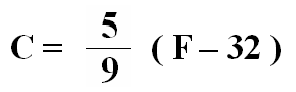 C = 5/9 ( F – 32 )